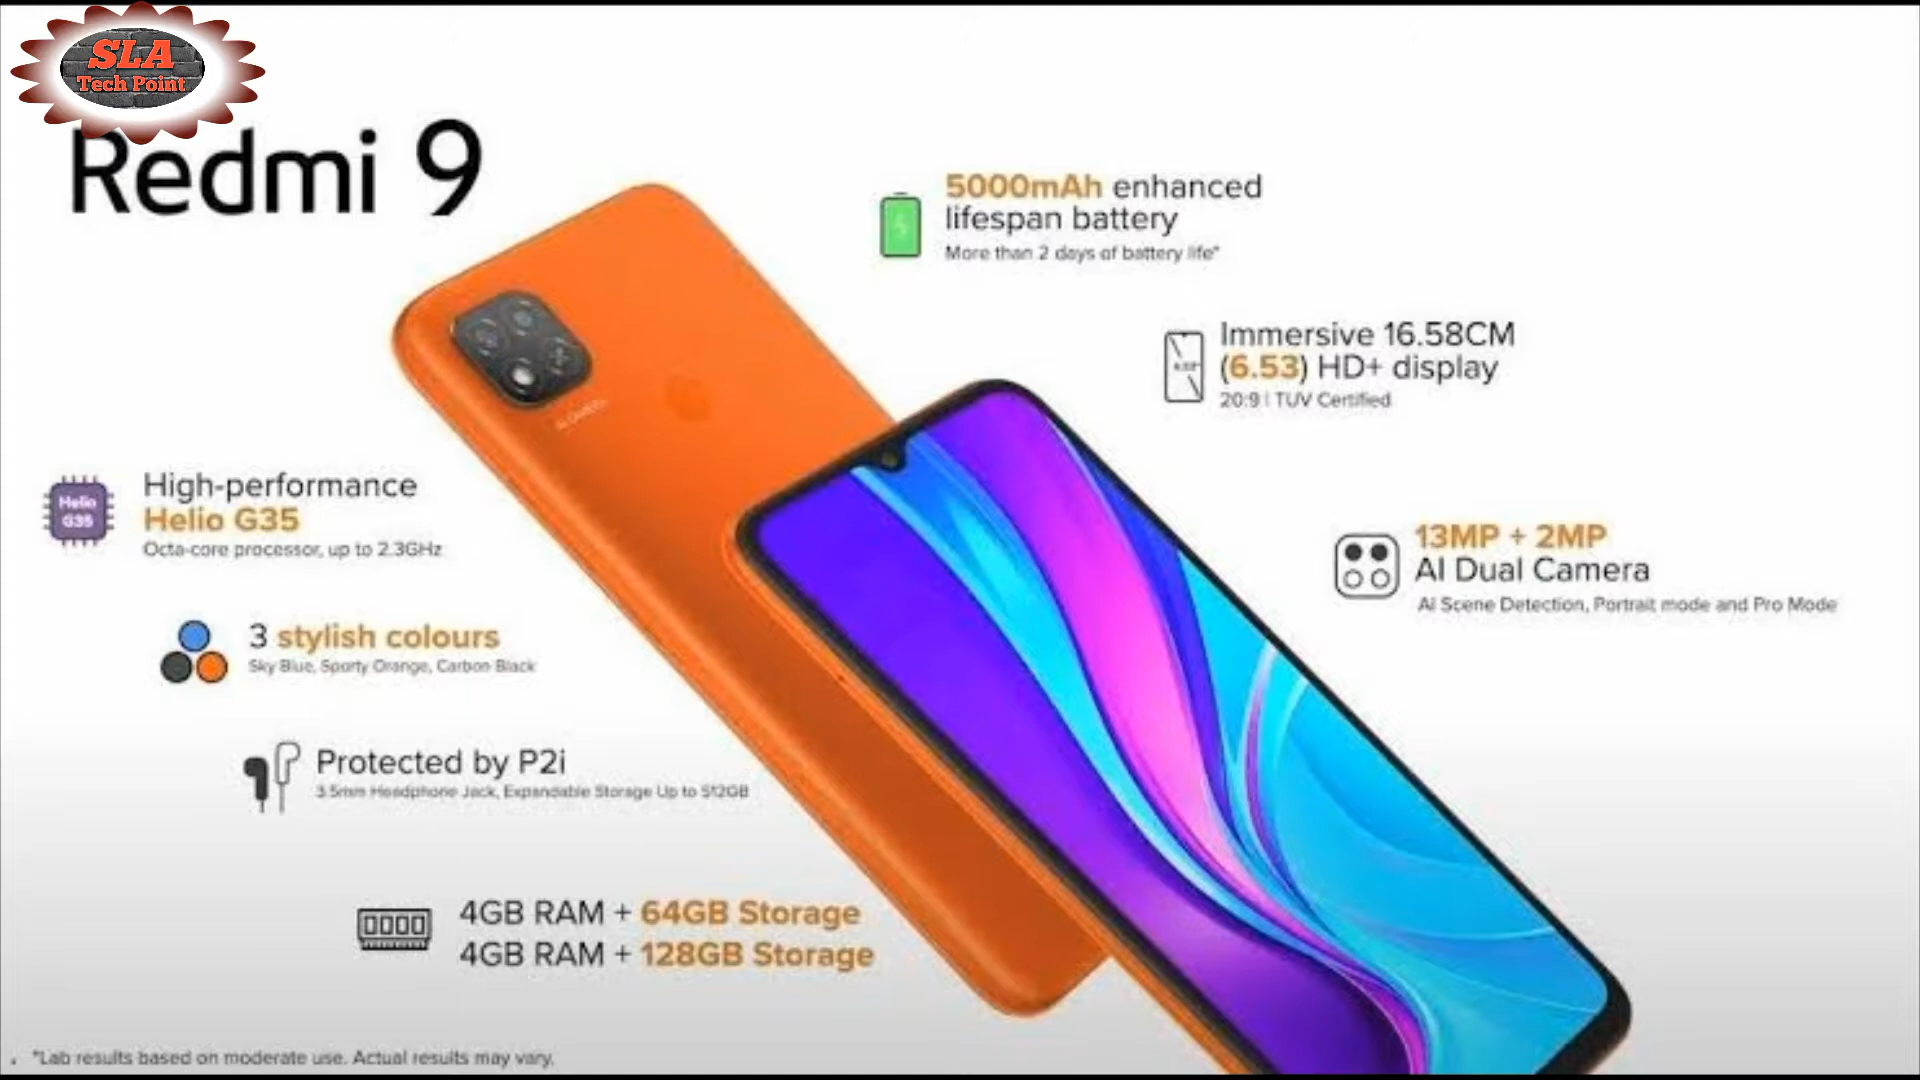 SLA
Tech Point
Redmi 9
5000mAh enhanced
lifespan battery
More than 2 days of battery life*
Immersive 16.58CM
(6.53) HD+ display
20:9 | TUV Certified
Helio
G35
High-performance
Helio G35
Octa-core processor, up to 2.3GHz
13MP + 2MP
AI Dual Camera
AI Scene Detection, Portrait mode and Pro Mode
3 stylish colours
Sky Blue, Sporty Orange, Carbon Black
Protected by P2i
3.5mm Headphone Jack, Expandable Storage Up to 512GB
4GB RAM + 64GB Storage
4GB RAM + 128GB Storage
*Lab results based on moderate use. Actual results may vary.